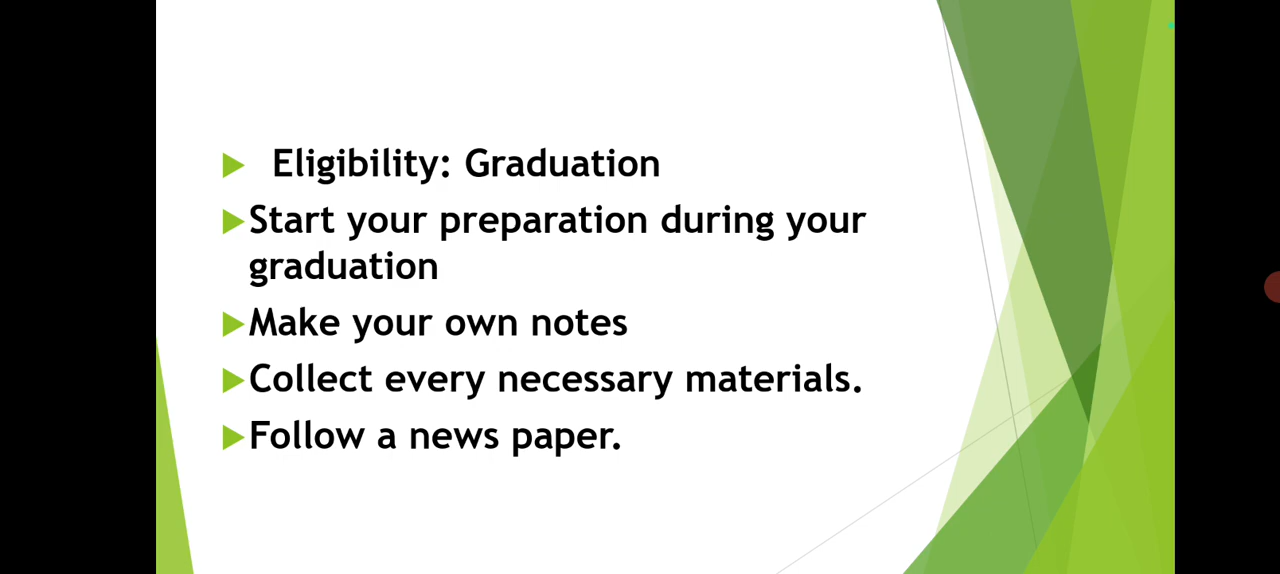 Eligibility: Graduation
Start your preparation during your
graduation
Make your own notes
Collect every necessary materials.
Follow a news paper.